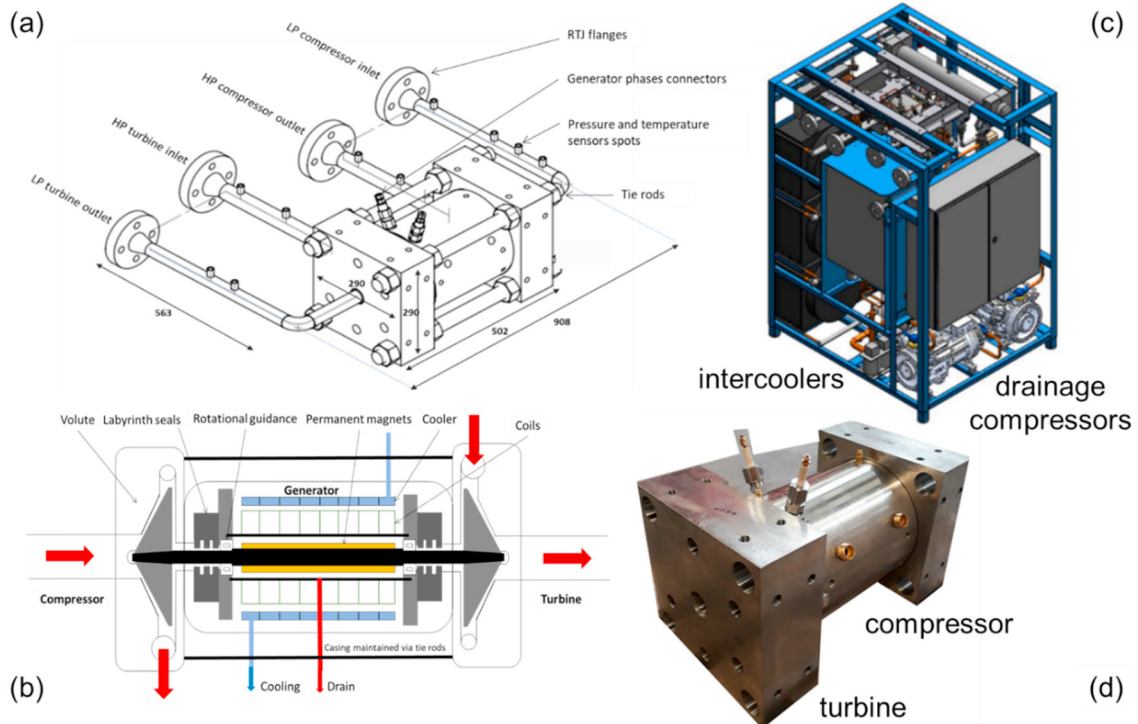 (a)
LP compressor inlet
HP compressor outlet
HP turbine inlet
LP turbine outlet
RTJ flanges
Generator phases connectors
Pressure and temperature
sensors spots
Tie rods
290
290
563
502
908
(c)
intercoolers
drainage
compressors
(b)
Volute
Labyrinth seals
Rotational guidance
Permanent magnets
Cooler
Coils
Generator
Compressor
Turbine
Casing maintained via tie rods
Cooling
Drain
compressor
turbine
(d)